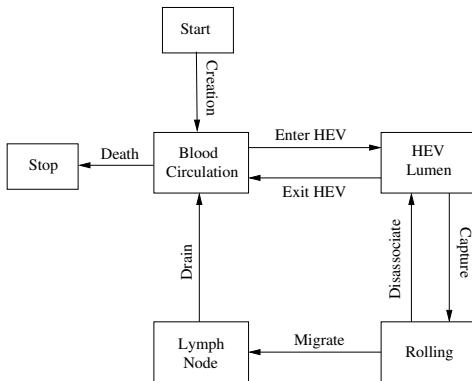 Start
Creation
Stop
Death
Blood
Circulation
Enter HEV
Exit HEV
HEV
Lumen
Drain
Disassociate
Capture
Lymph
Node
Migrate
Rolling